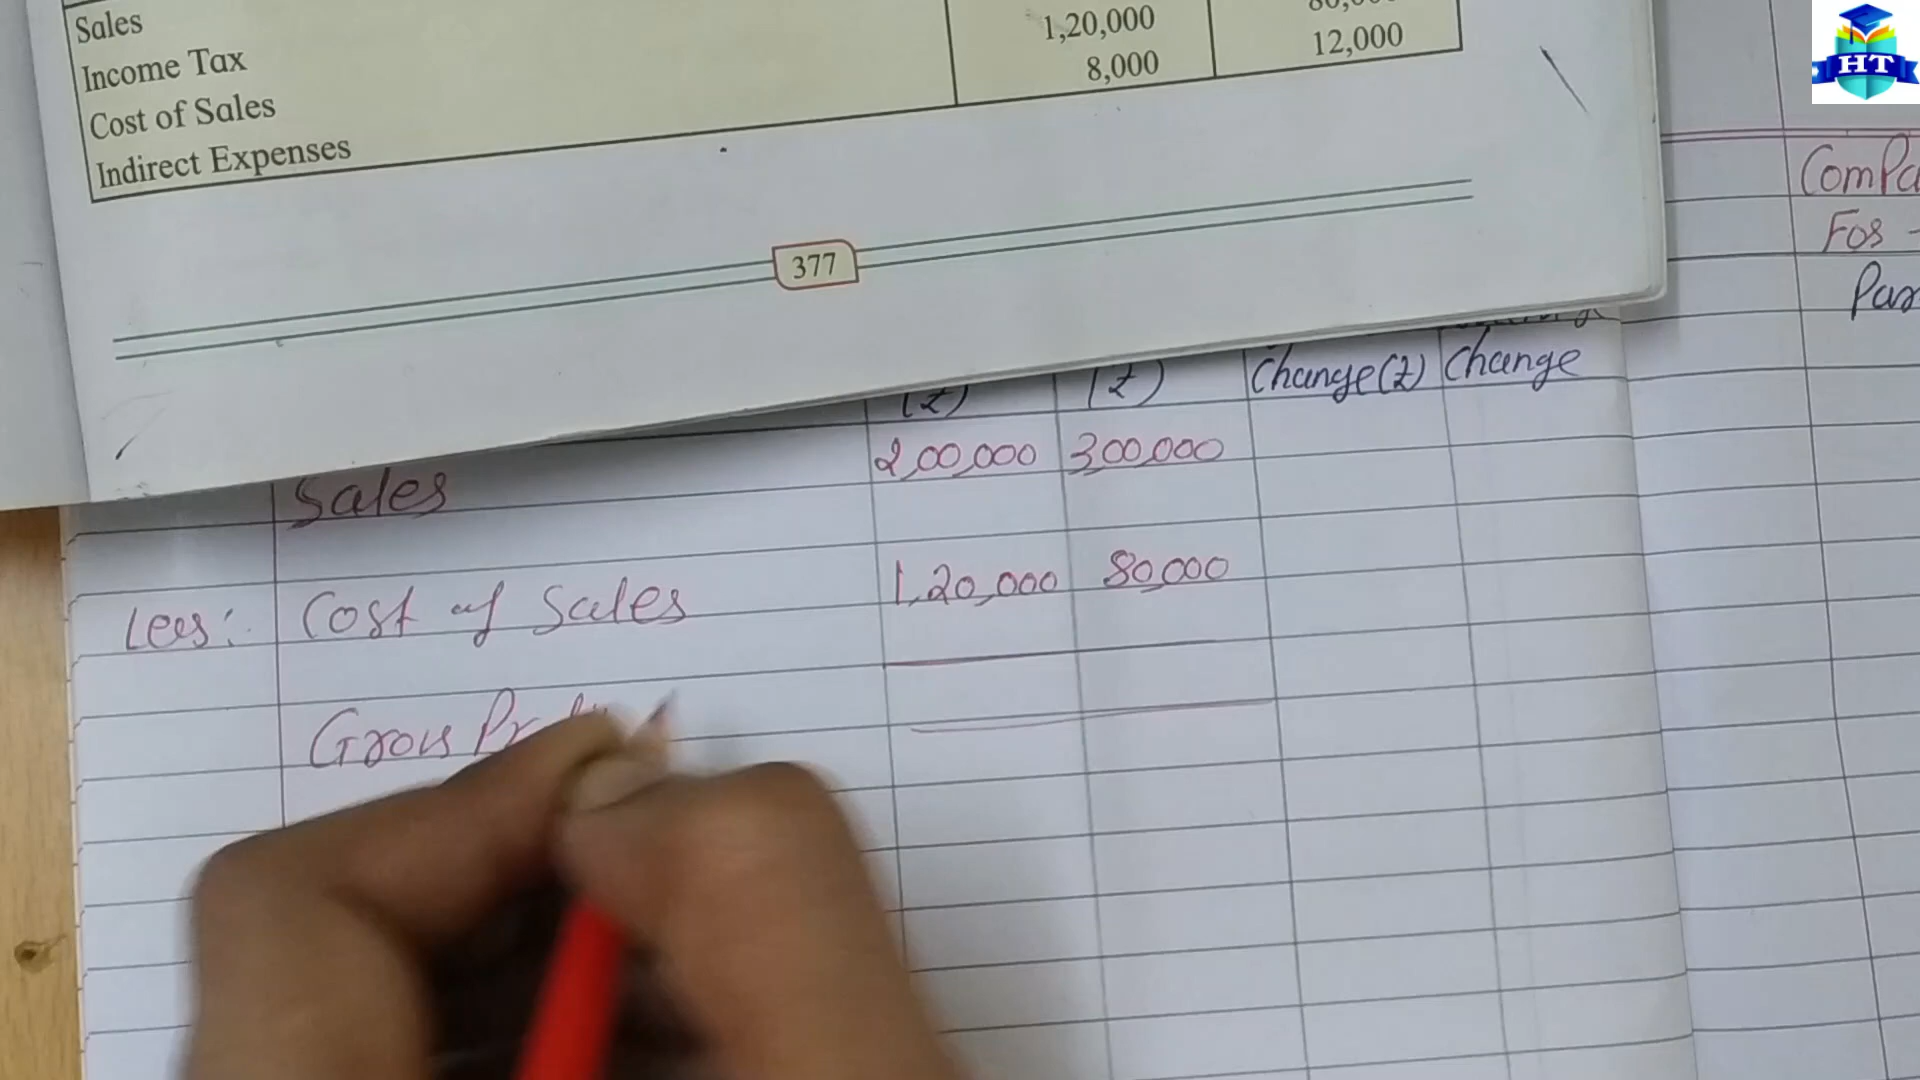 Sales
Income Tax
Cost of Sales
Indirect Expenses
1,20,000
12,000
8,000
377
HT
ComPa
For
Par
(₹) (₹) Change(₹) Change
Sales 2,00,000 3,00,000
Less: Cost of Sales 1,20,000 80,000
Gross Pr